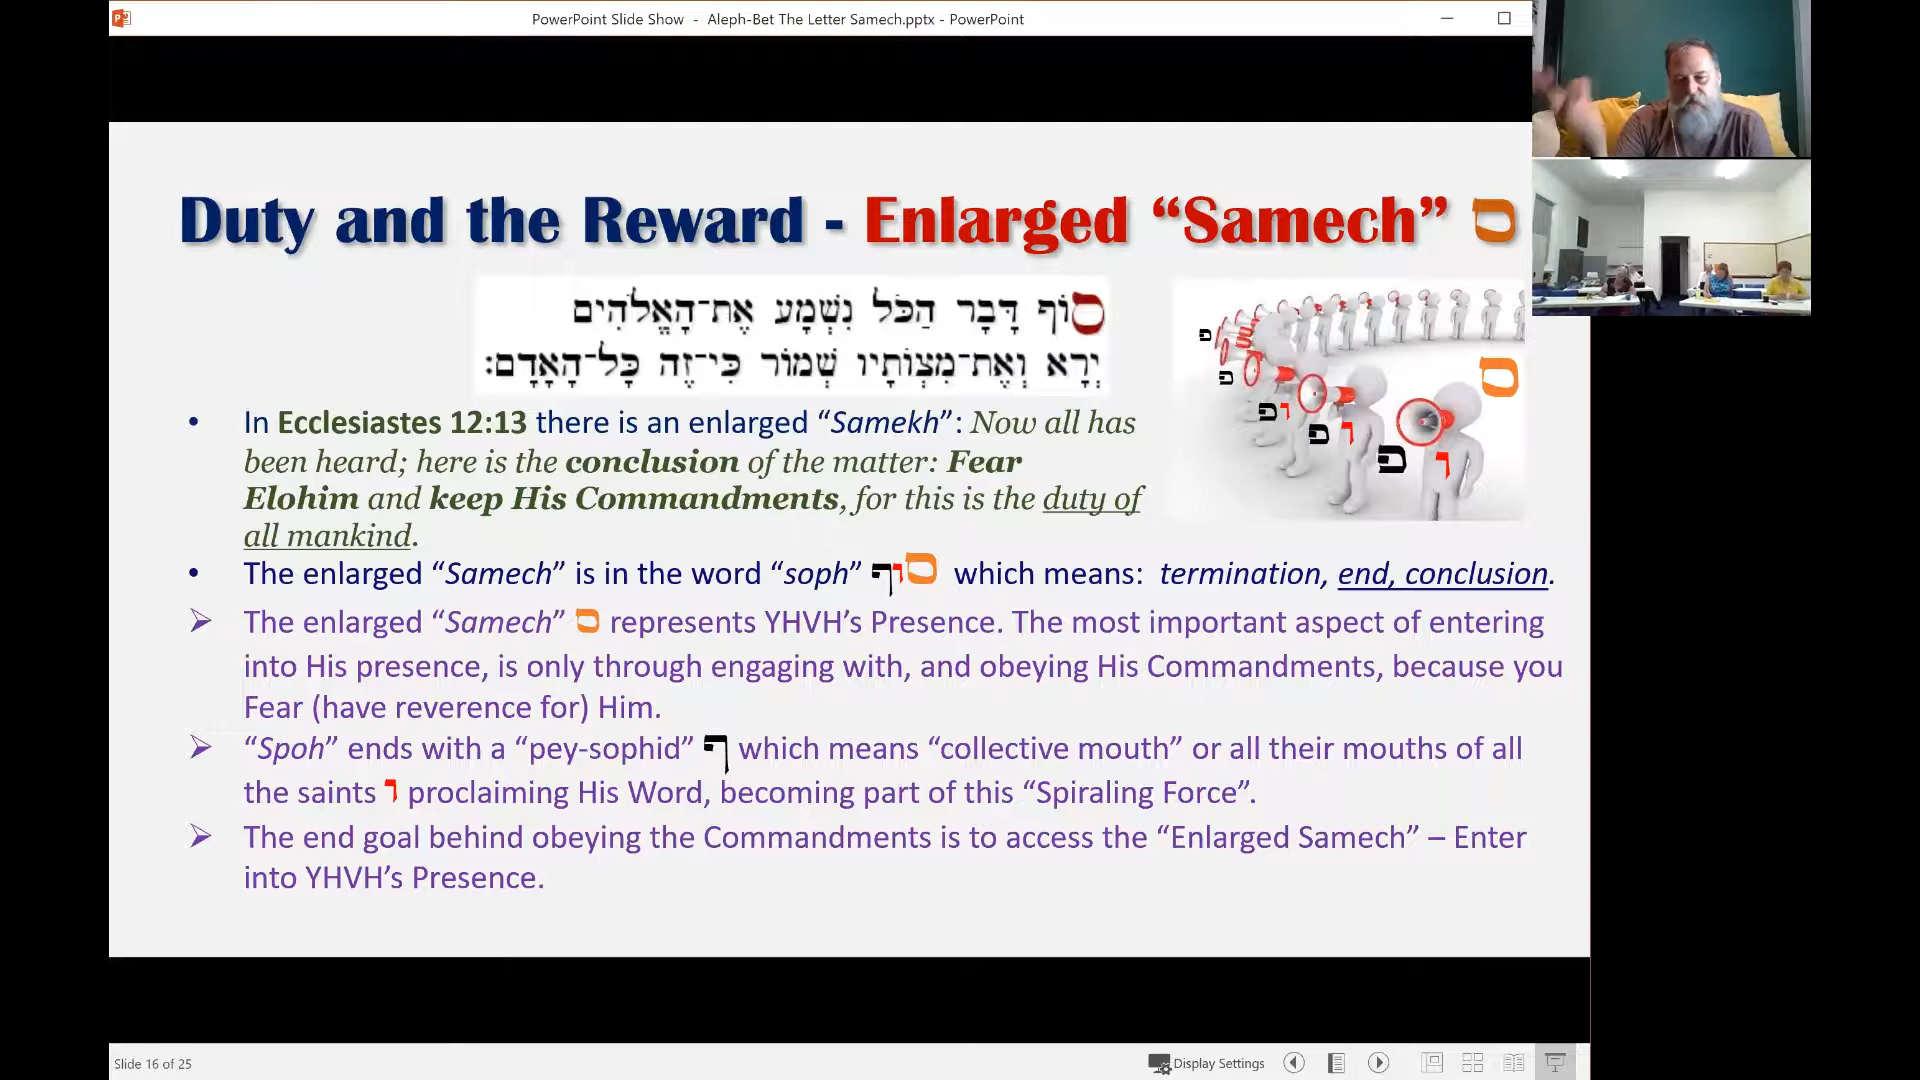 PowerPoint Slide Show - Aleph-Bet The Letter Samech.pptx - PowerPoint
Duty and the Reward - Enlarged “Samech” ס
סוֹף דָּבָר הַכֹּל נִשְׁמָע אֶת־הָאֱלֹהִים
יְרָא וְאֶת־מִצְוֺתָיו שְׁמוֹר כִּי־זֶה כָּל־הָאָדָם׃
פ
פ
פו
פ ו
פ ו
ס
• In Ecclesiastes 12:13 there is an enlarged “Samekh”: Now all has
been heard; here is the conclusion of the matter: Fear
Elohim and keep His Commandments, for this is the duty of
all mankind.
• The enlarged “Samech” is in the word “soph” סוף which means: termination, end, conclusion.
➢ The enlarged “Samech” ס represents YHVH’s Presence. The most important aspect of entering
into His presence, is only through engaging with, and obeying His Commandments, because you
Fear (have reverence for) Him.
➢ “Spoh” ends with a “pey-sophid” ף which means “collective mouth” or all their mouths of all
the saints ו proclaiming His Word, becoming part of this “Spiraling Force”.
➢ The end goal behind obeying the Commandments is to access the “Enlarged Samech” – Enter
into YHVH’s Presence.
Slide 16 of 25
Display Settings